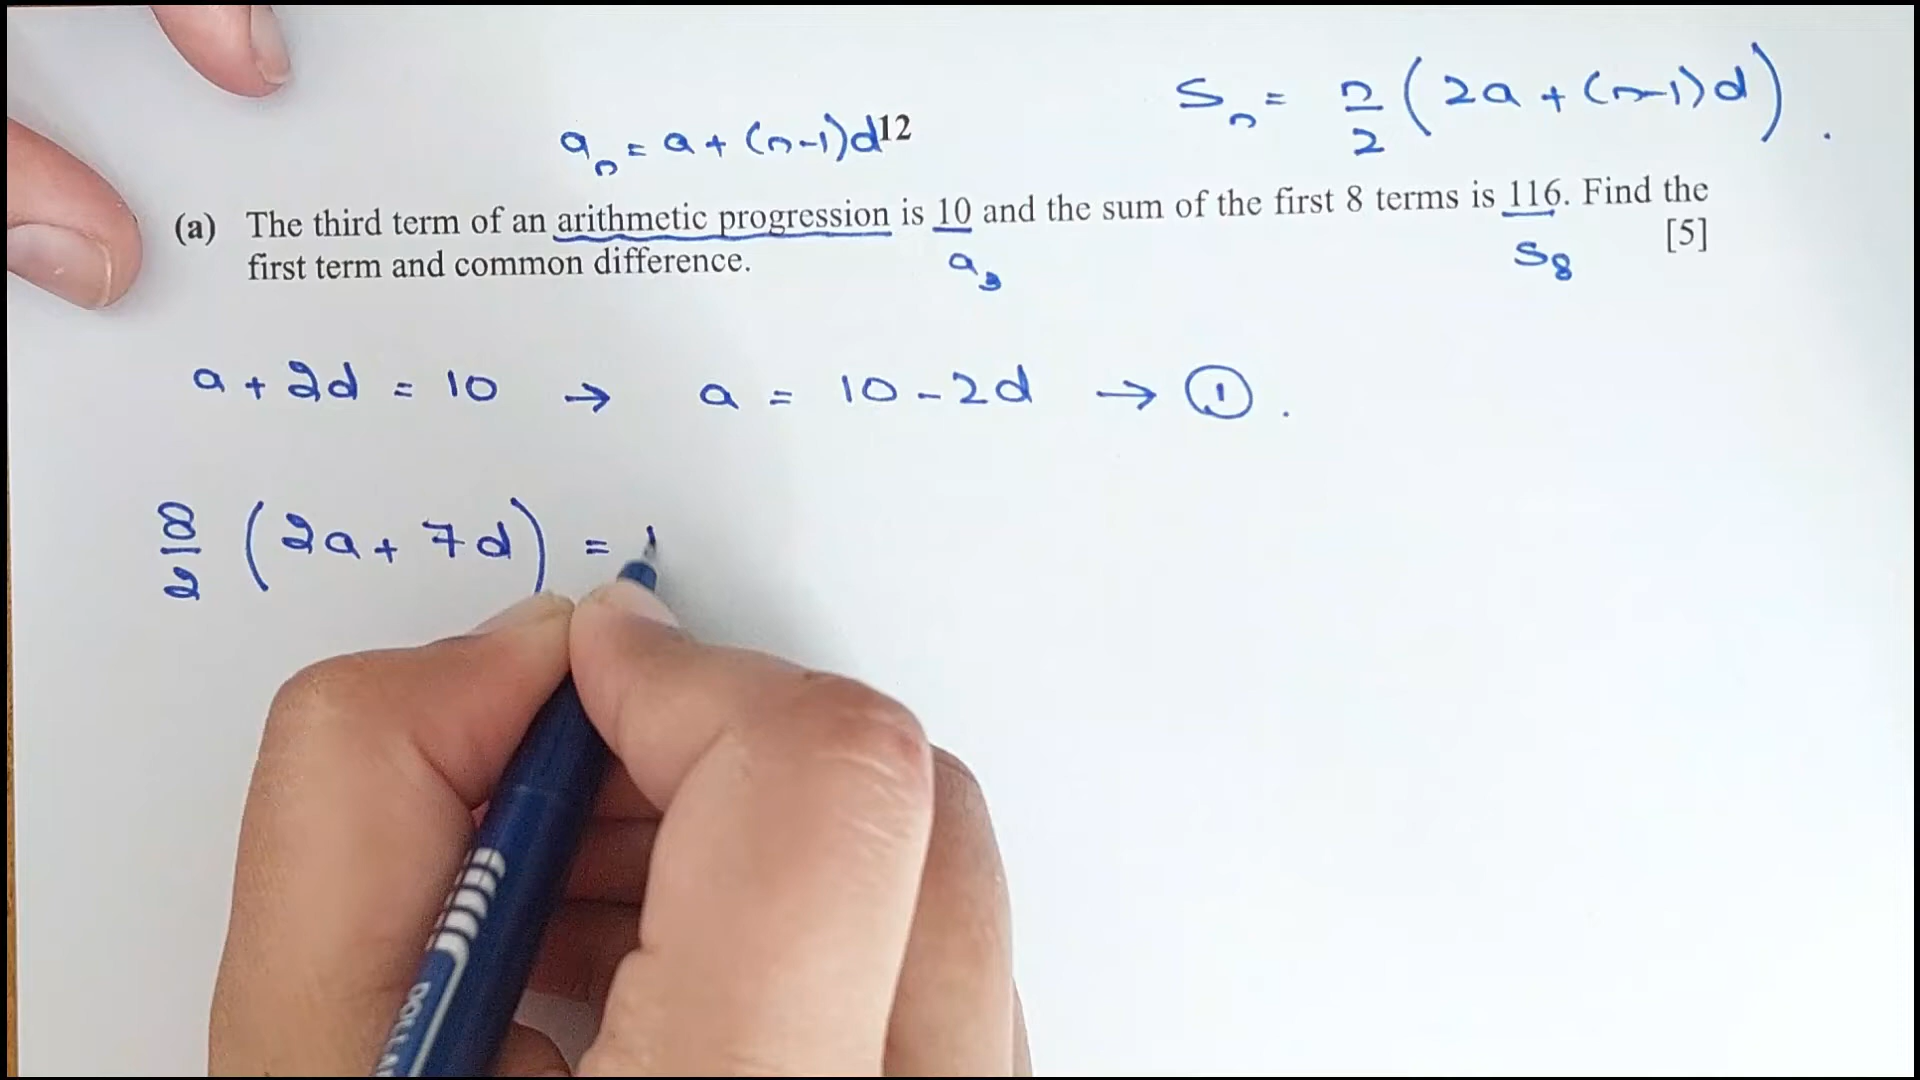 Sn = n/2 (2a + (n-1)d) .
an = a + (n-1)d 12
(a) The third term of an arithmetic progression is 10 and the sum of the first 8 terms is 116. Find the
first term and common difference. [5]
a3 S8
a + 2d = 10 → a = 10 - 2d → ① .
8/2 (2a + 7d) = 1